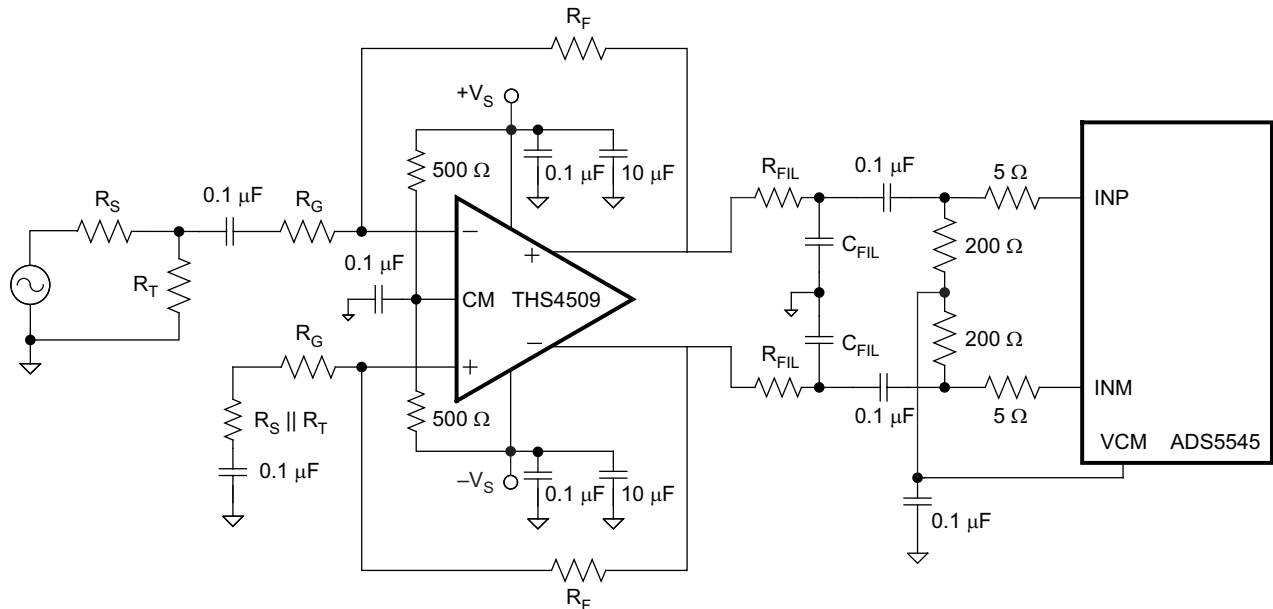 R_F
+V_S
500 Ω
0.1 µF
10 µF
R_S
0.1 µF
R_G
R_T
0.1 µF
CM
THS4509
−
+
+
−
R_G
R_S || R_T
0.1 µF
500 Ω
–V_S
0.1 µF
10 µF
R_F
R_FIL
0.1 µF
5 Ω
INP
C_FIL
200 Ω
R_FIL
C_FIL
200 Ω
0.1 µF
5 Ω
INM
VCM
ADS5545
0.1 µF